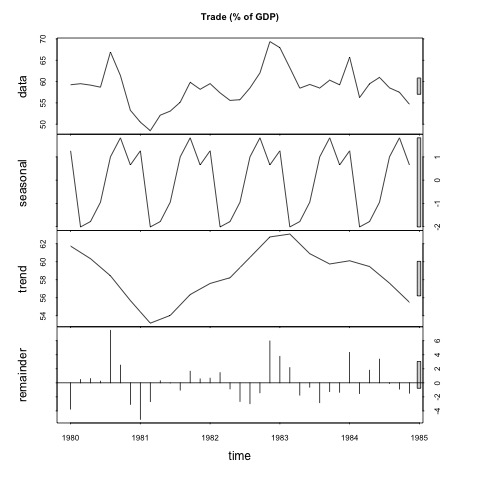 Trade (% of GDP)
data
50 55 60 65 70
seasonal
-2 -1 0 1
trend
54 56 58 60 62
remainder
-4 -2 0 2 4 6
1980 1981 1982 1983 1984 1985
time